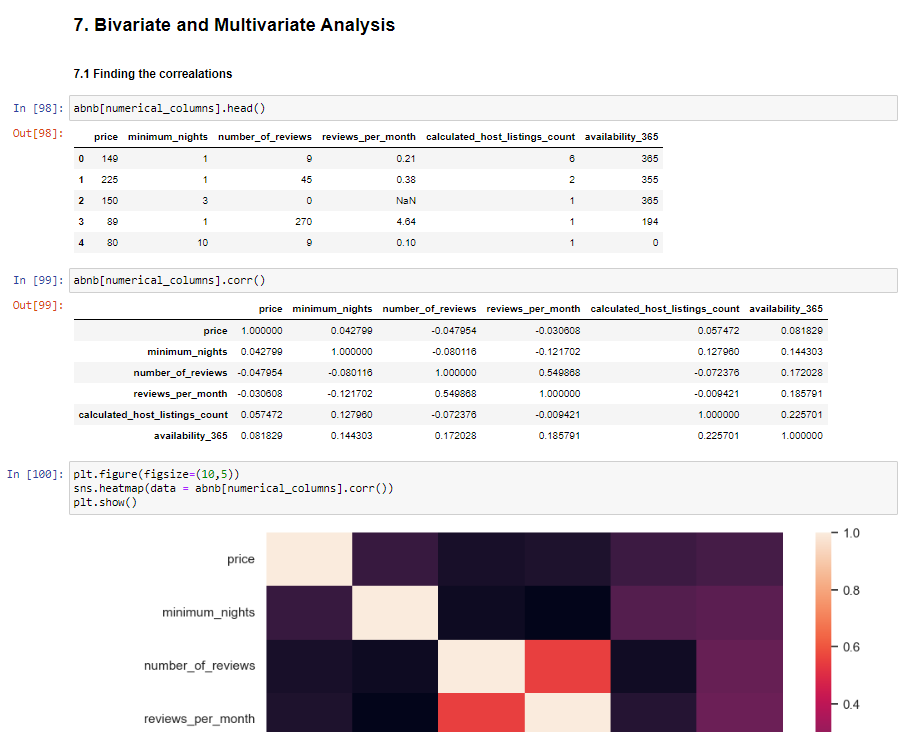 7. Bivariate and Multivariate Analysis
7.1 Finding the correalations
In [98]: abnb[numerical_columns].head()
Out[98]:
price minimum_nights number_of_reviews reviews_per_month calculated_host_listings_count availability_365
0 149 1 9 0.21 6 365
1 225 1 45 0.38 2 355
2 150 3 0 NaN 1 365
3 89 1 270 4.64 1 194
4 80 10 9 0.10 1 0
In [99]: abnb[numerical_columns].corr()
Out[99]:
price minimum_nights number_of_reviews reviews_per_month calculated_host_listings_count availability_365
price 1.000000 0.042799 -0.047954 -0.030608 0.057472 0.081829
minimum_nights 0.042799 1.000000 -0.080116 -0.121702 0.127960 0.144303
number_of_reviews -0.047954 -0.080116 1.000000 0.549868 -0.072376 0.172028
reviews_per_month -0.030608 -0.121702 0.549868 1.000000 -0.009421 0.185791
calculated_host_listings_count 0.057472 0.127960 -0.072376 -0.009421 1.000000 0.225701
availability_365 0.081829 0.144303 0.172028 0.185791 0.225701 1.000000
In [100]: plt.figure(figsize=(10,5))
sns.heatmap(data = abnb[numerical_columns].corr())
plt.show()
1.0
price
0.8
minimum_nights
0.6
number_of_reviews
0.4
reviews_per_month